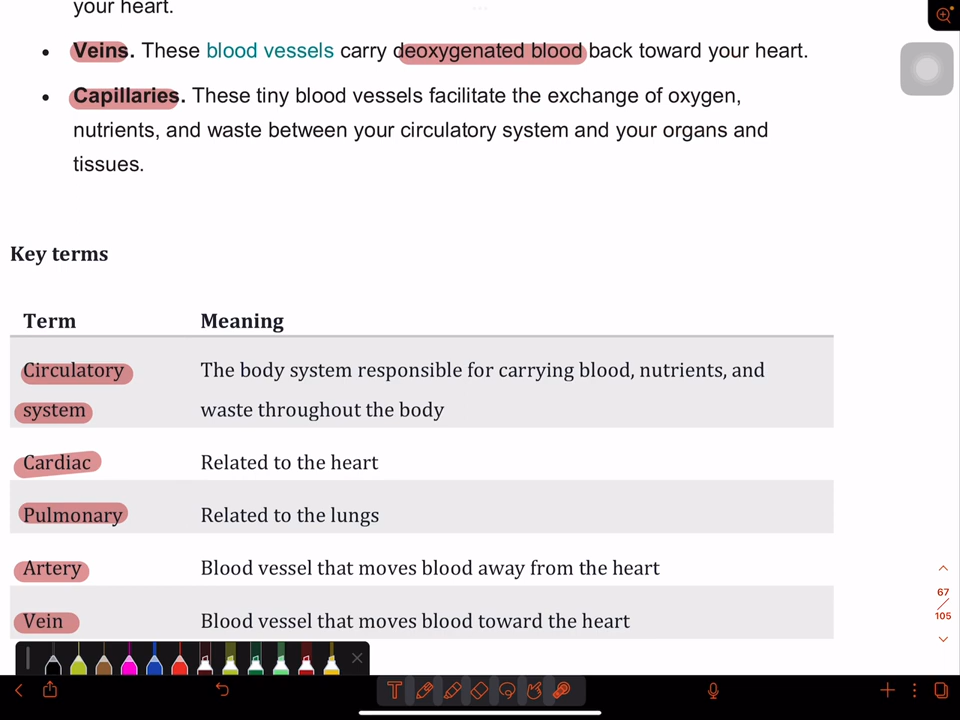 your heart.
• Veins. These blood vessels carry deoxygenated blood back toward your heart.
• Capillaries. These tiny blood vessels facilitate the exchange of oxygen,
nutrients, and waste between your circulatory system and your organs and
tissues.
Key terms
Term Meaning
Circulatory The body system responsible for carrying blood, nutrients, and
system waste throughout the body
Cardiac Related to the heart
Pulmonary Related to the lungs
Artery Blood vessel that moves blood away from the heart
Vein Blood vessel that moves blood toward the heart
67
/
105